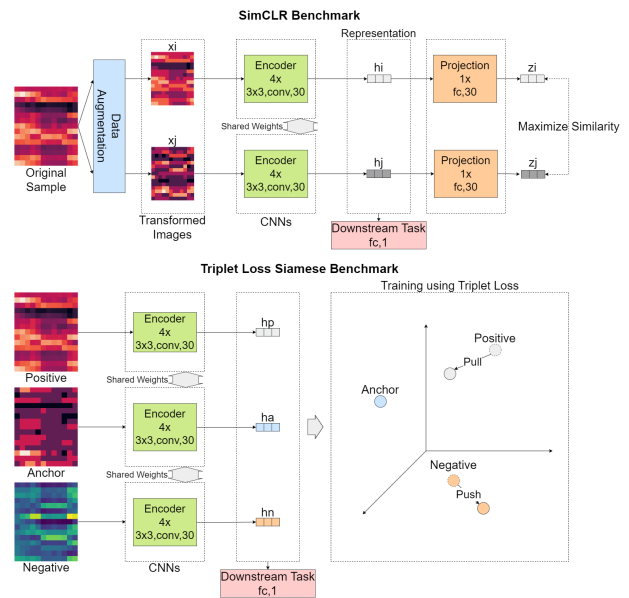 SimCLR Benchmark
Original
Sample
Data
Augmentation
xi
xj
Transformed
Images
Encoder
4x
3x3,conv,30
Shared Weights
Encoder
4x
3x3,conv,30
CNNs
Representation
hi
hj
Downstream Task
fc,1
Projection
1x
fc,30
Projection
1x
fc,30
zi
zj
Maximize Similarity
Triplet Loss Siamese Benchmark
Positive
Anchor
Negative
Encoder
4x
3x3,conv,30
Shared Weights
Encoder
4x
3x3,conv,30
Shared Weights
Encoder
4x
3x3,conv,30
CNNs
hp
ha
hn
Downstream Task
fc,1
Training using Triplet Loss
Positive
Pull
Anchor
Negative
Push